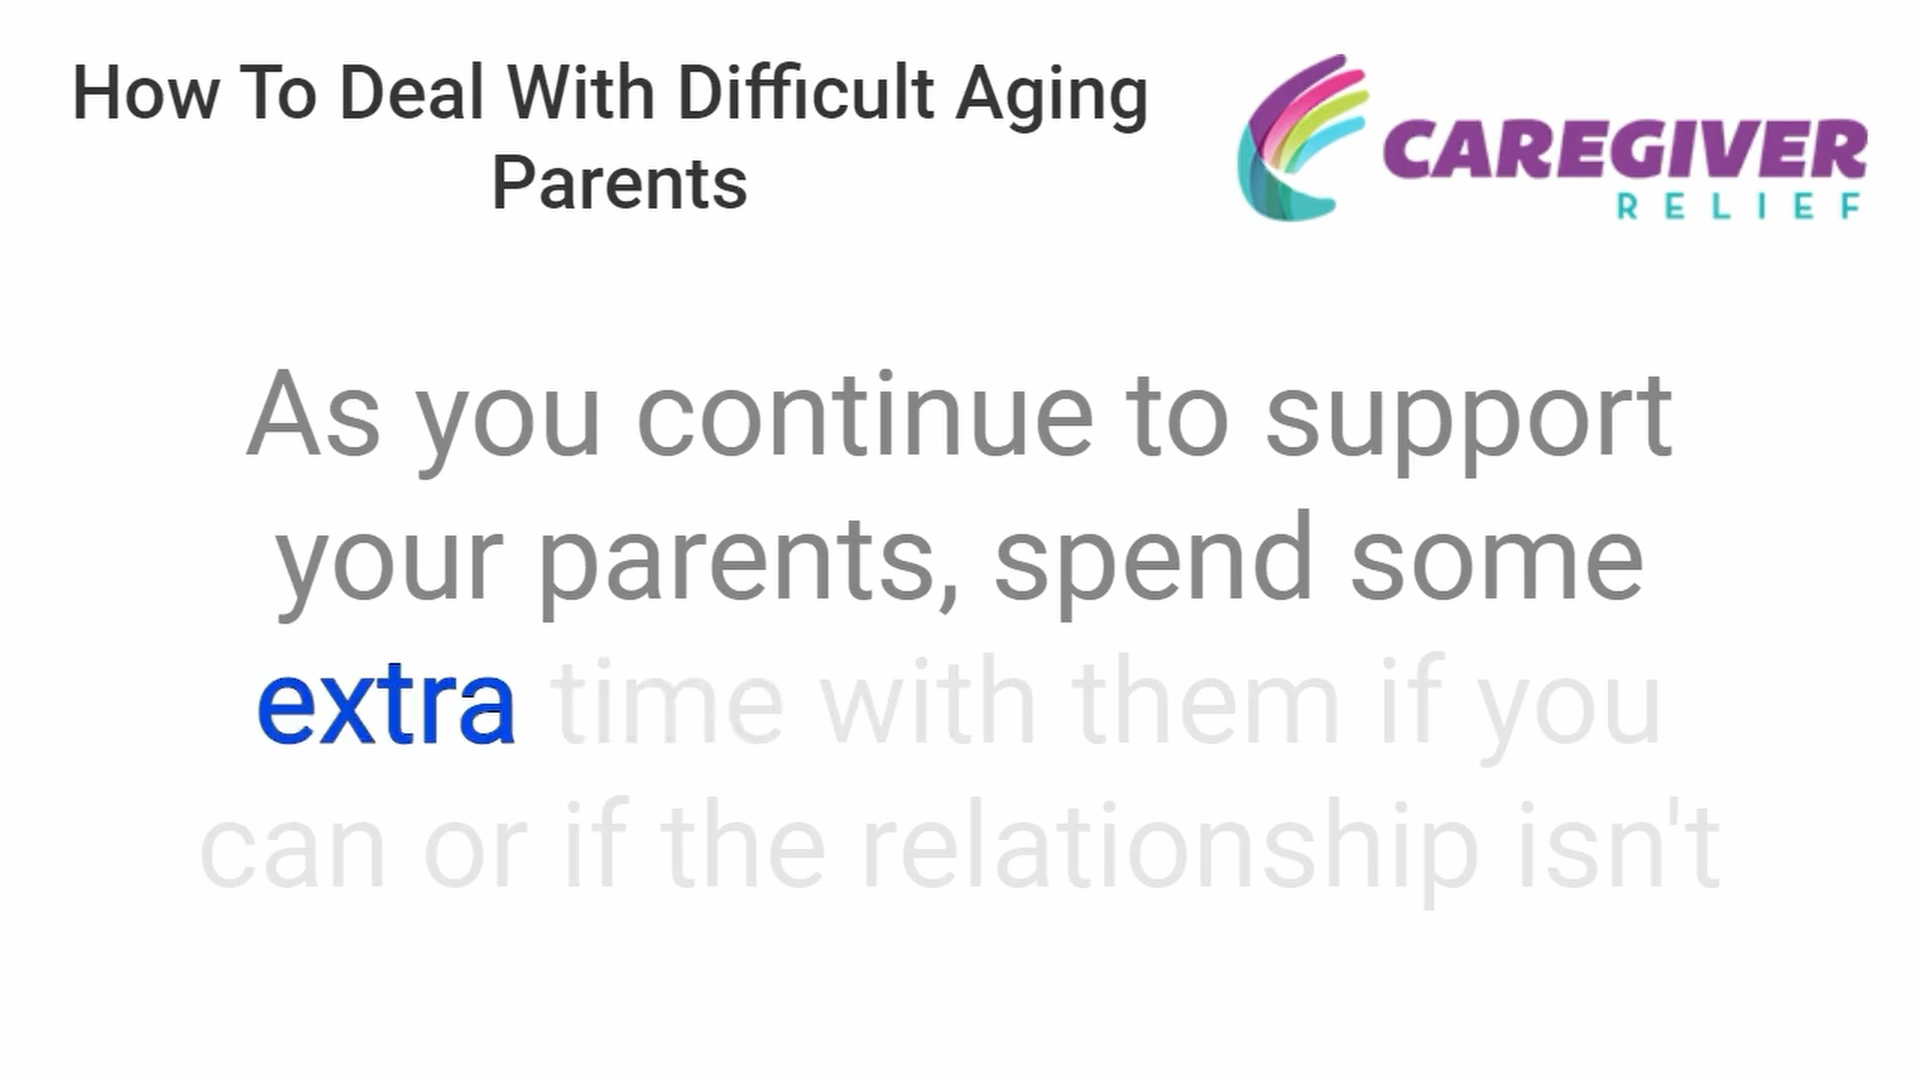 How To Deal With Difficult Aging
Parents
CAREGIVER
RELIEF
As you continue to support
your parents, spend some
extra time with them if you
can or if the relationship isn't